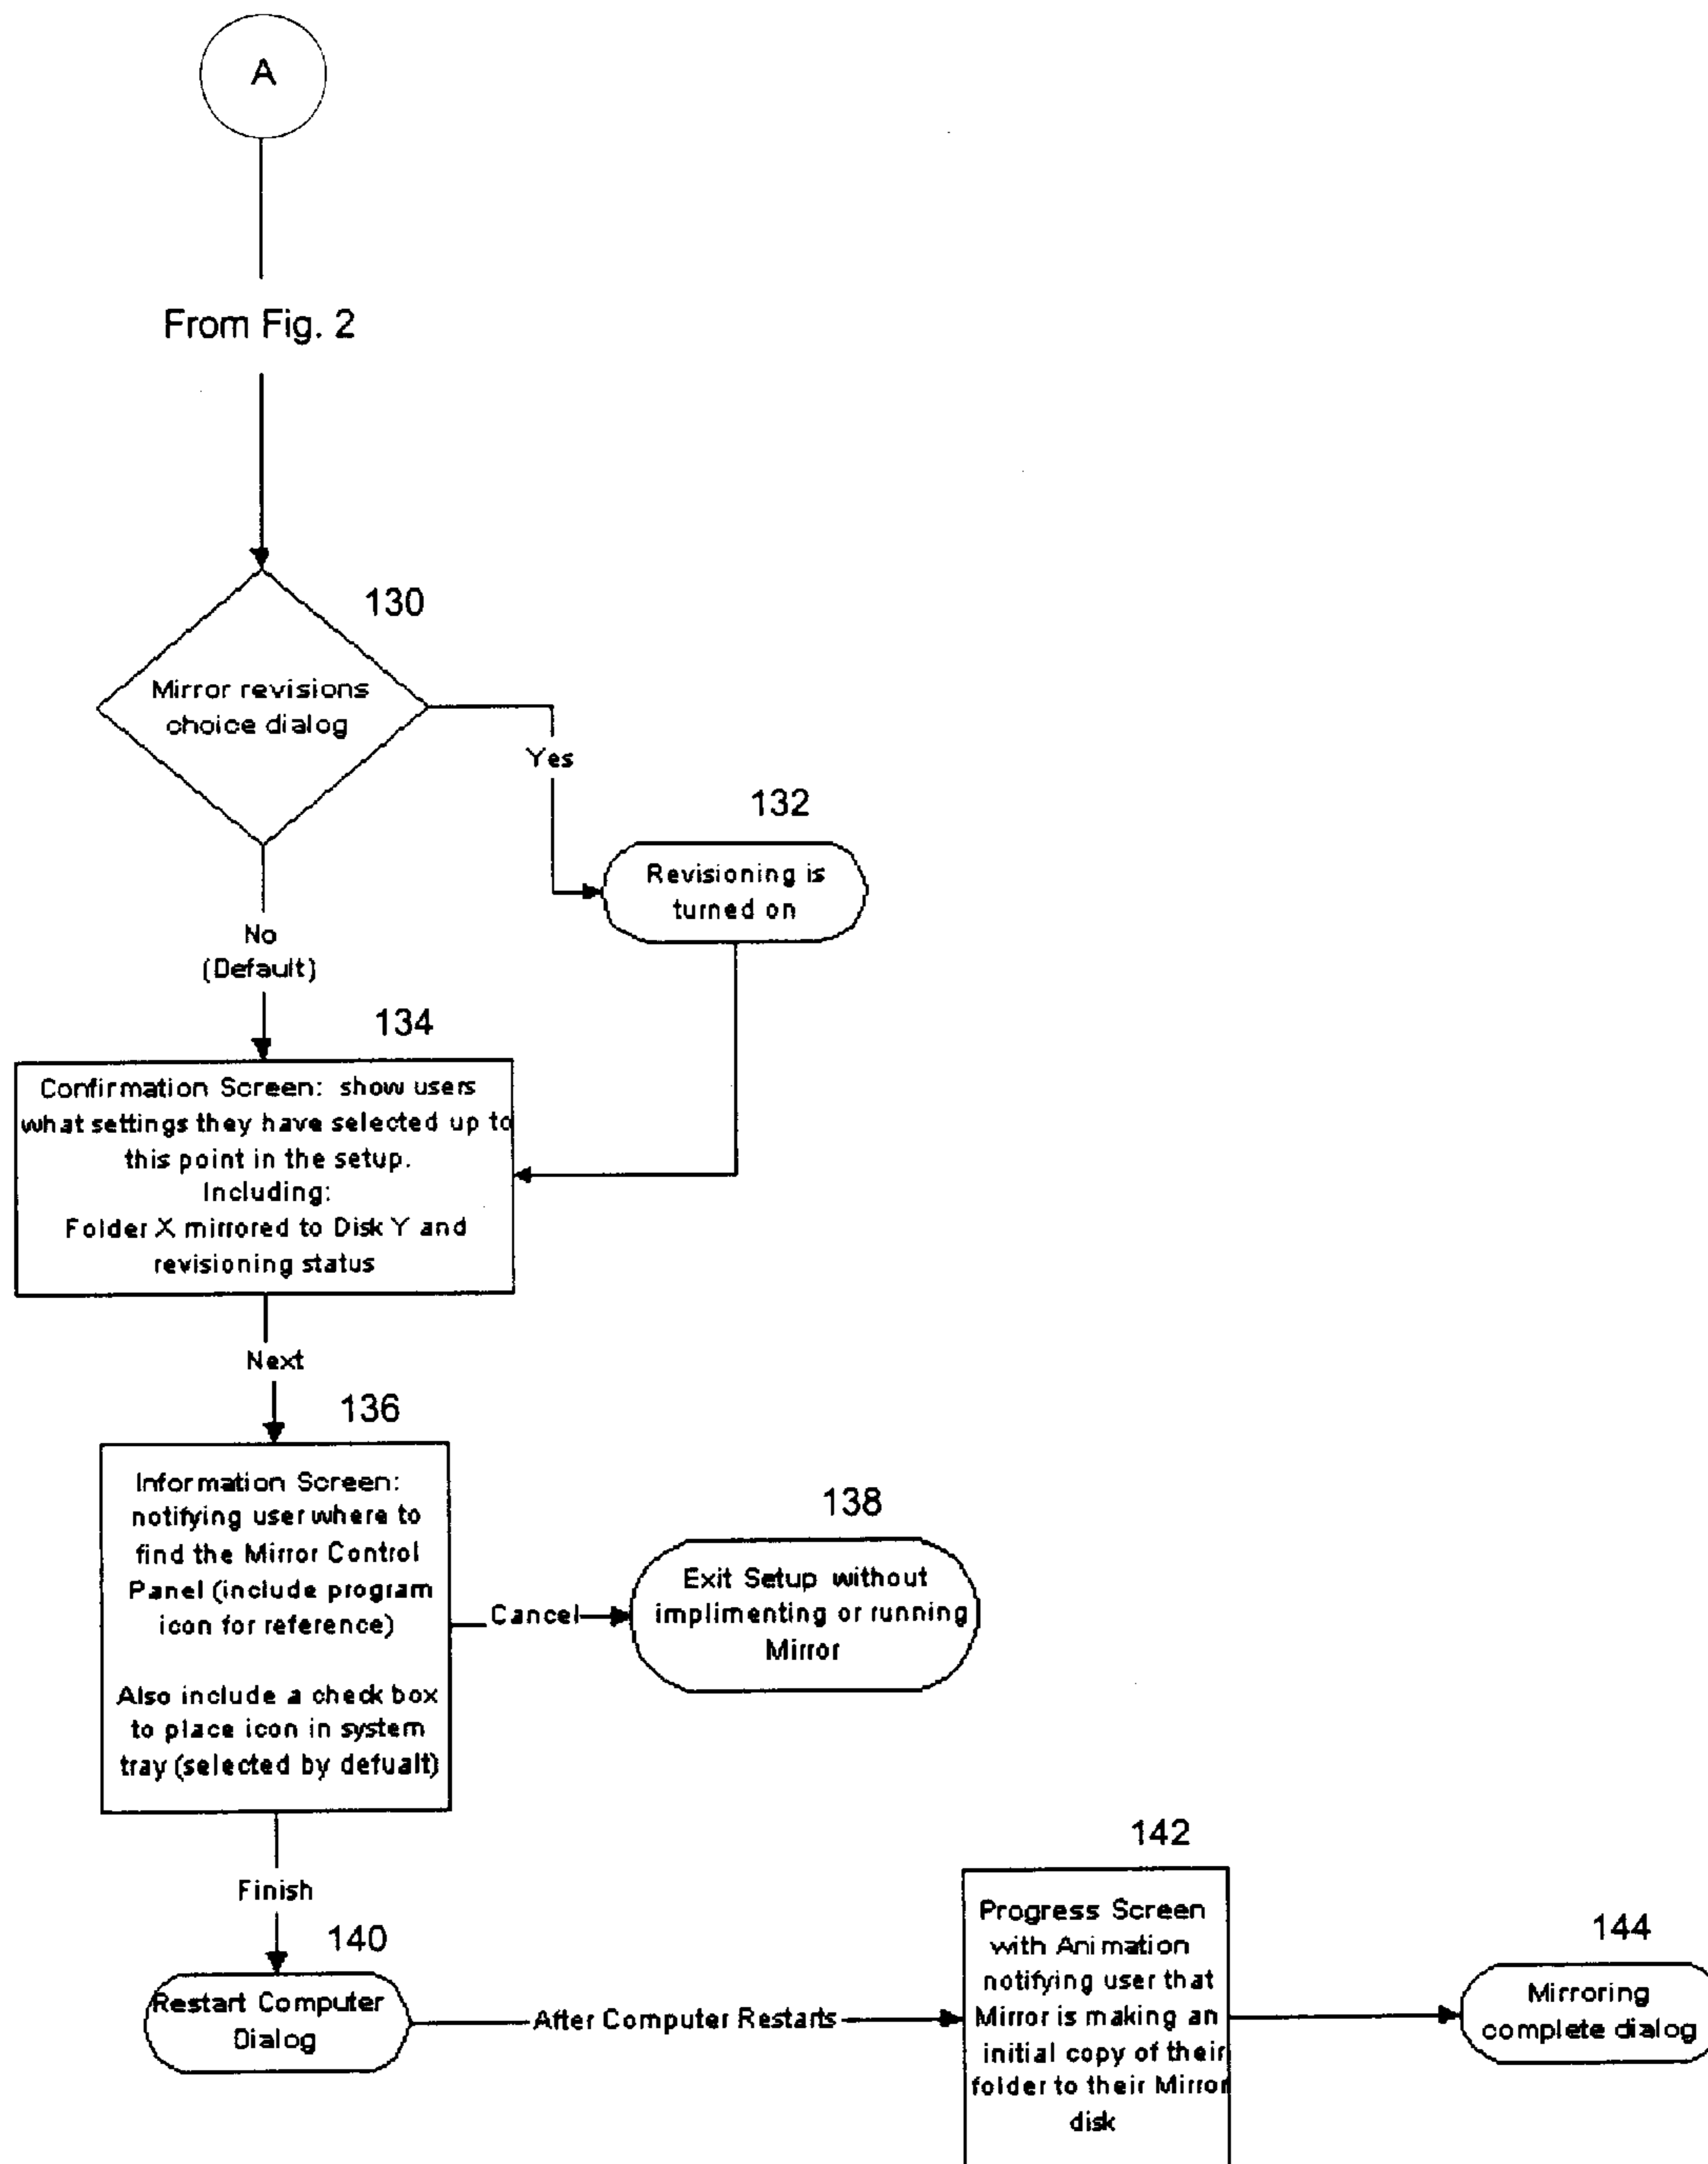 A
From Fig. 2
130
Mirror revisions
choice dialog
Yes
132
Revisioning is
turned on
No
(Default)
134
Confirmation Screen: show users
what settings they have selected up to
this point in the setup.
Including:
Folder X mirrored to Disk Y and
revisioning status
Next
136
Information Screen:
notifying user where to
find the Mirror Control
Panel (include program
icon for reference)
Also include a check box
to place icon in system
tray (selected by defualt)
Cancel
138
Exit Setup without
implimenting or running
Mirror
Finish
140
Restart Computer
Dialog
After Computer Restarts
142
Progress Screen
with Animation
notifying user that
Mirror is making an
initial copy of their
folder to their Mirror
disk
144
Mirroring
complete dialog